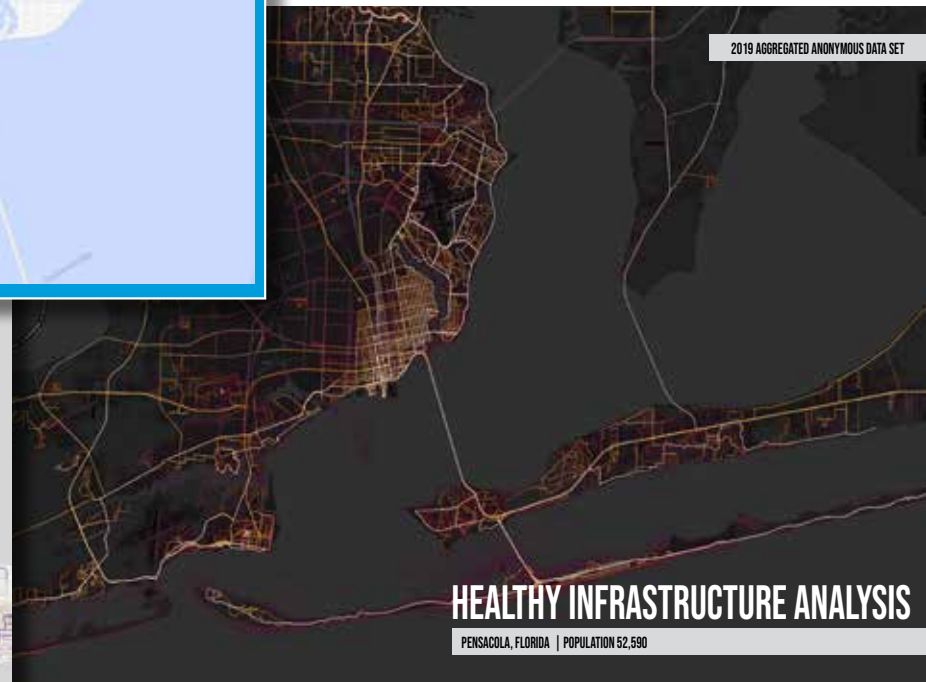 2019 AGGREGATED ANONYMOUS DATA SET
HEALTHY INFRASTRUCTURE ANALYSIS
PENSACOLA, FLORIDA | POPULATION 52,590